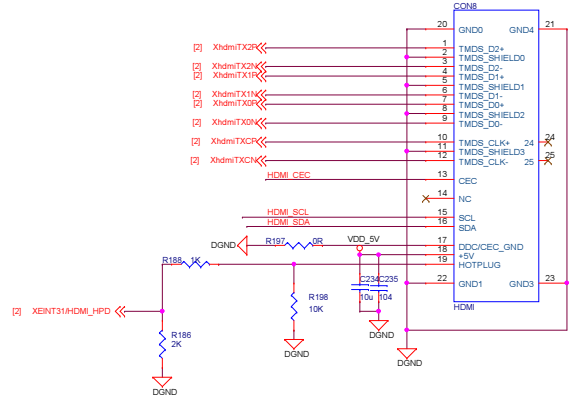 CON8
20 GND0 GND4 21
[2] XhdmiTX2P 1 TMDS_D2+
2 TMDS_SHIELD0
[2] XhdmiTX2N 3 TMDS_D2-
[2] XhdmiTX1P 4 TMDS_D1+
5 TMDS_SHIELD1
[2] XhdmiTX1N 6 TMDS_D1-
[2] XhdmiTX0P 7 TMDS_D0+
8 TMDS_SHIELD2
[2] XhdmiTX0N 9 TMDS_D0-
[2] XhdmiTXCP 10 TMDS_CLK+ 24 24
11 TMDS_SHIELD3
[2] XhdmiTXCN 12 TMDS_CLK- 25 25
HDMI_CEC 13 CEC
14 NC
HDMI_SCL 15 SCL
HDMI_SDA 16 SDA
DGND R197 0R VDD_5V 17 DDC/CEC_GND
18 +5V
R188 1K 19 HOTPLUG
C234 C235 22 GND1 GND3 23
10u 104
R198
10K
HDMI
[2] XEINT31/HDMI_HPD
DGND
R186
2K
DGND
DGND
DGND